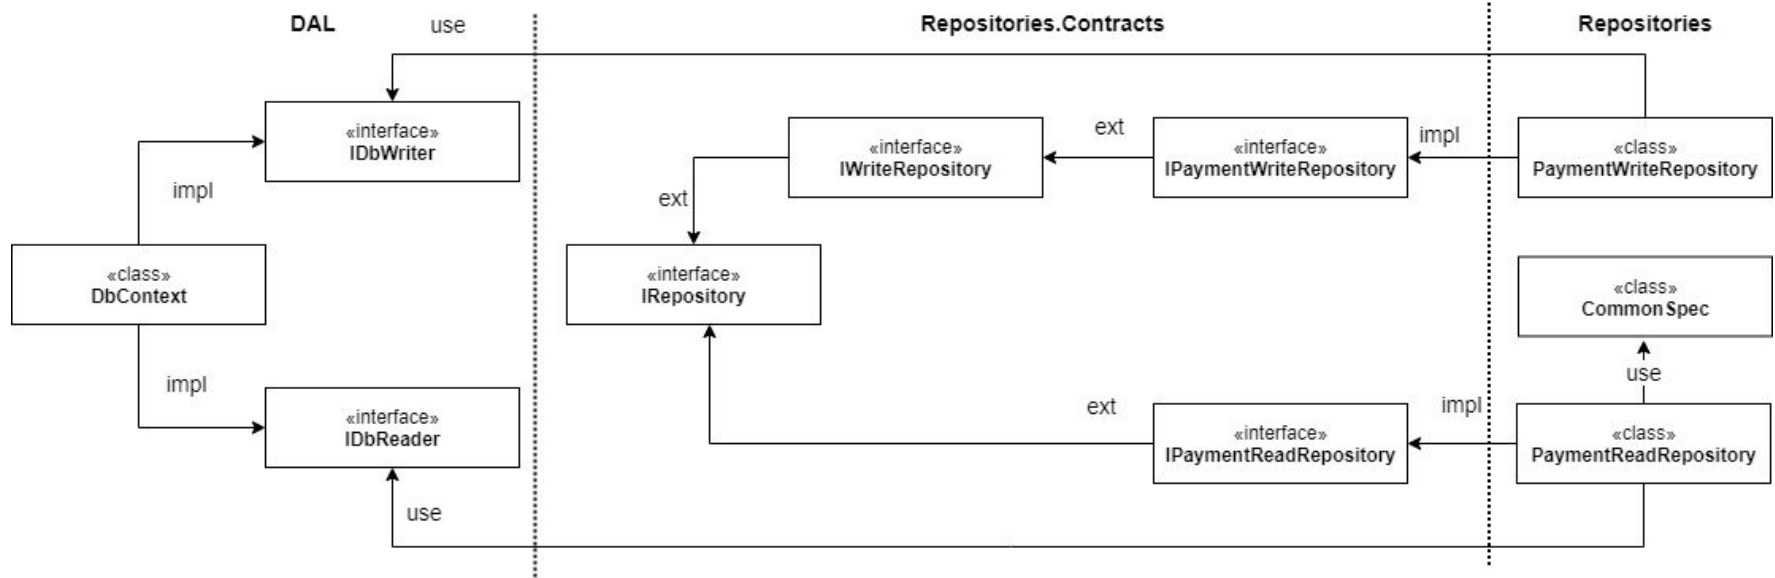 DAL
use
Repositories.Contracts
Repositories
«interface»
IDbWriter
impl
«class»
DbContext
impl
«interface»
IDbReader
use
«interface»
IWriteRepository
ext
«interface»
IPaymentWriteRepository
impl
«class»
PaymentWriteRepository
ext
«interface»
IRepository
«class»
CommonSpec
use
ext
«interface»
IPaymentReadRepository
impl
«class»
PaymentReadRepository